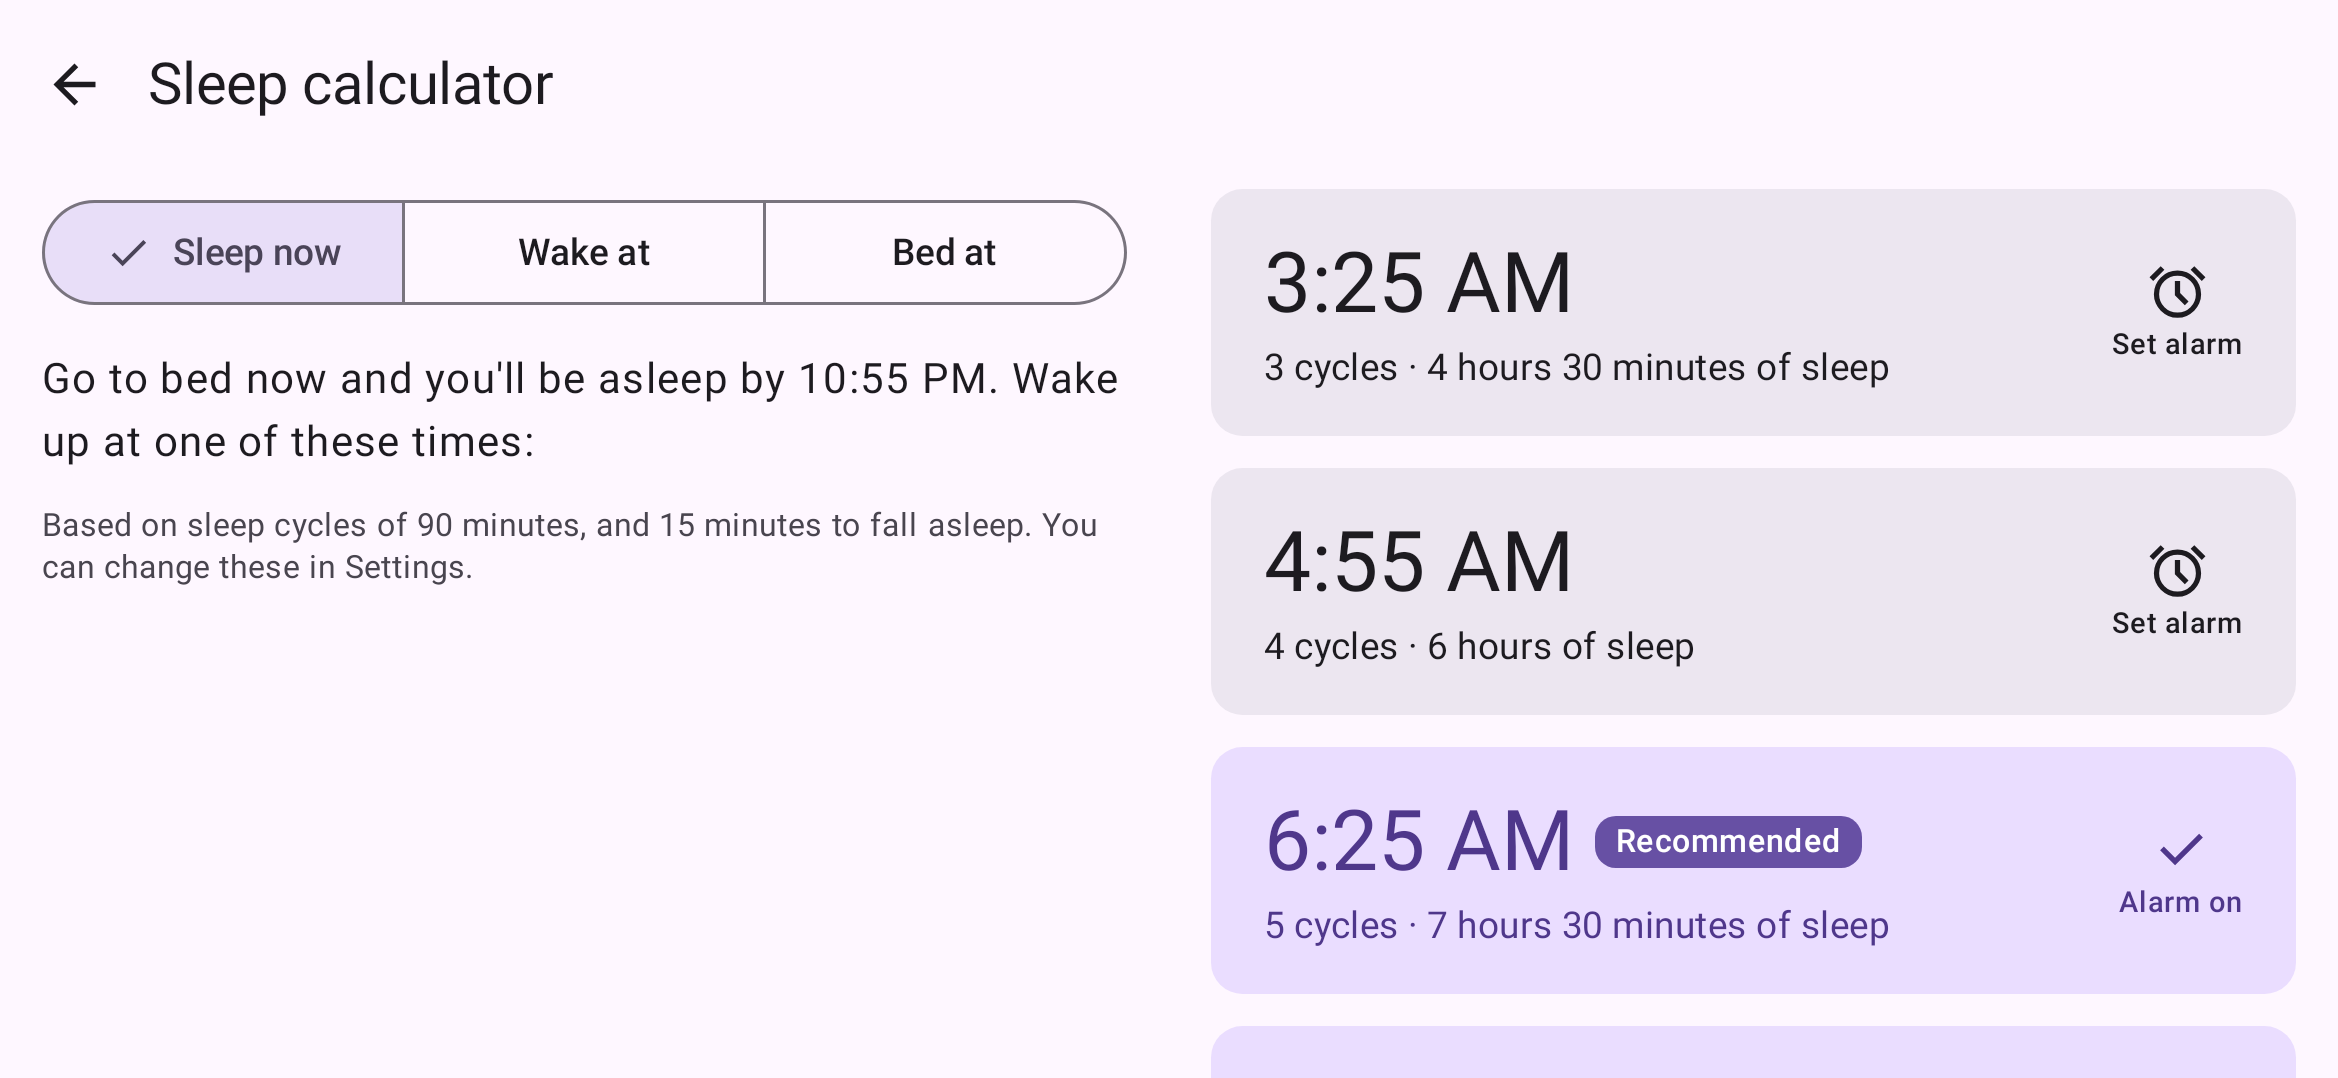 Sleep calculator
Sleep now
Wake at
Bed at
Go to bed now and you'll be asleep by 10:55 PM. Wake
up at one of these times:
Based on sleep cycles of 90 minutes, and 15 minutes to fall asleep. You
can change these in Settings.
3:25 AM
3 cycles · 4 hours 30 minutes of sleep
Set alarm
4:55 AM
4 cycles · 6 hours of sleep
Set alarm
6:25 AM Recommended
5 cycles · 7 hours 30 minutes of sleep
Alarm on